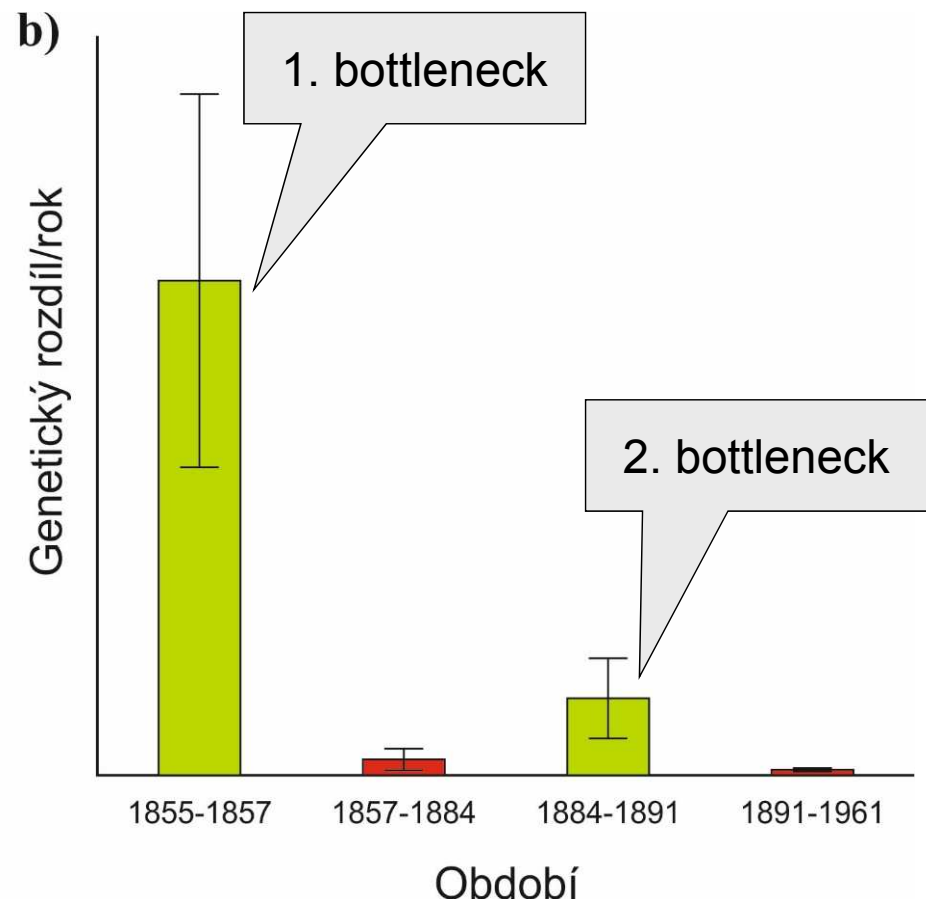 b)
1. bottleneck
Genetický rozdíl/rok
2. bottleneck
1855-1857
1857-1884
1884-1891
1891-1961
Období